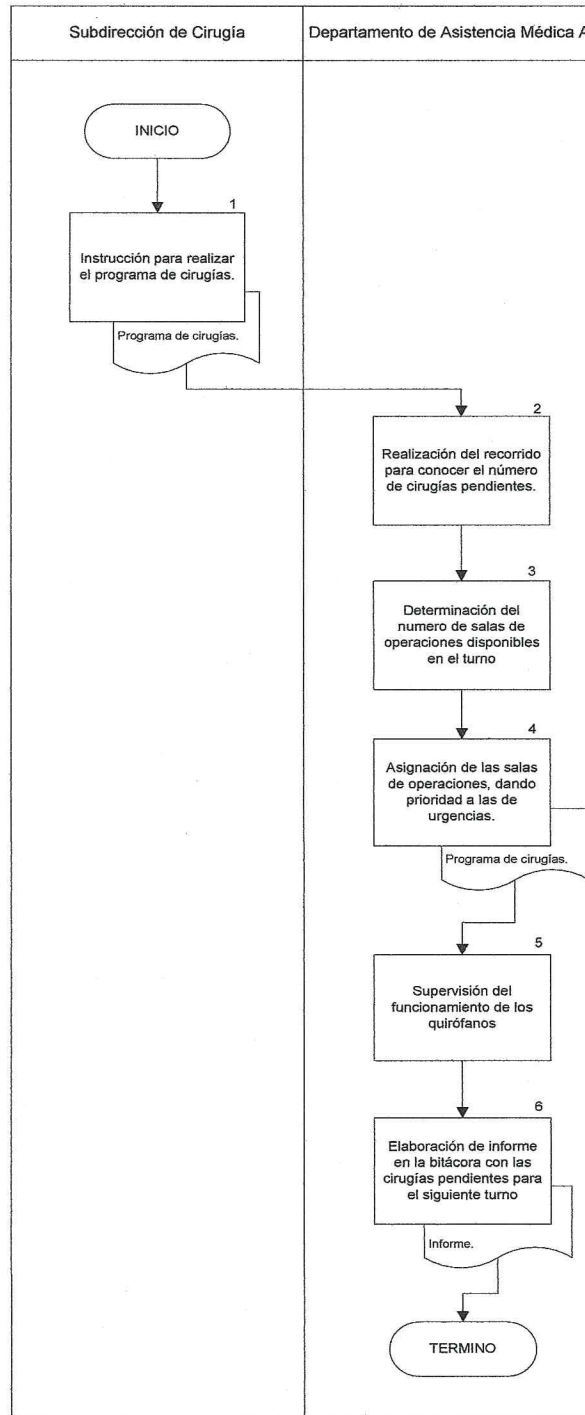 Subdirección de Cirugía
Departamento de Asistencia Médica A
INICIO
1
Instrucción para realizar
el programa de cirugías.
Programa de cirugías.
2
Realización del recorrido
para conocer el número
de cirugías pendientes.
3
Determinación del
numero de salas de
operaciones disponibles
en el turno
4
Asignación de las salas
de operaciones, dando
prioridad a las de
urgencias.
Programa de cirugías.
5
Supervisión del
funcionamiento de los
quirófanos
6
Elaboración de informe
en la bitácora con las
cirugías pendientes para
el siguiente turno
Informe.
TERMINO